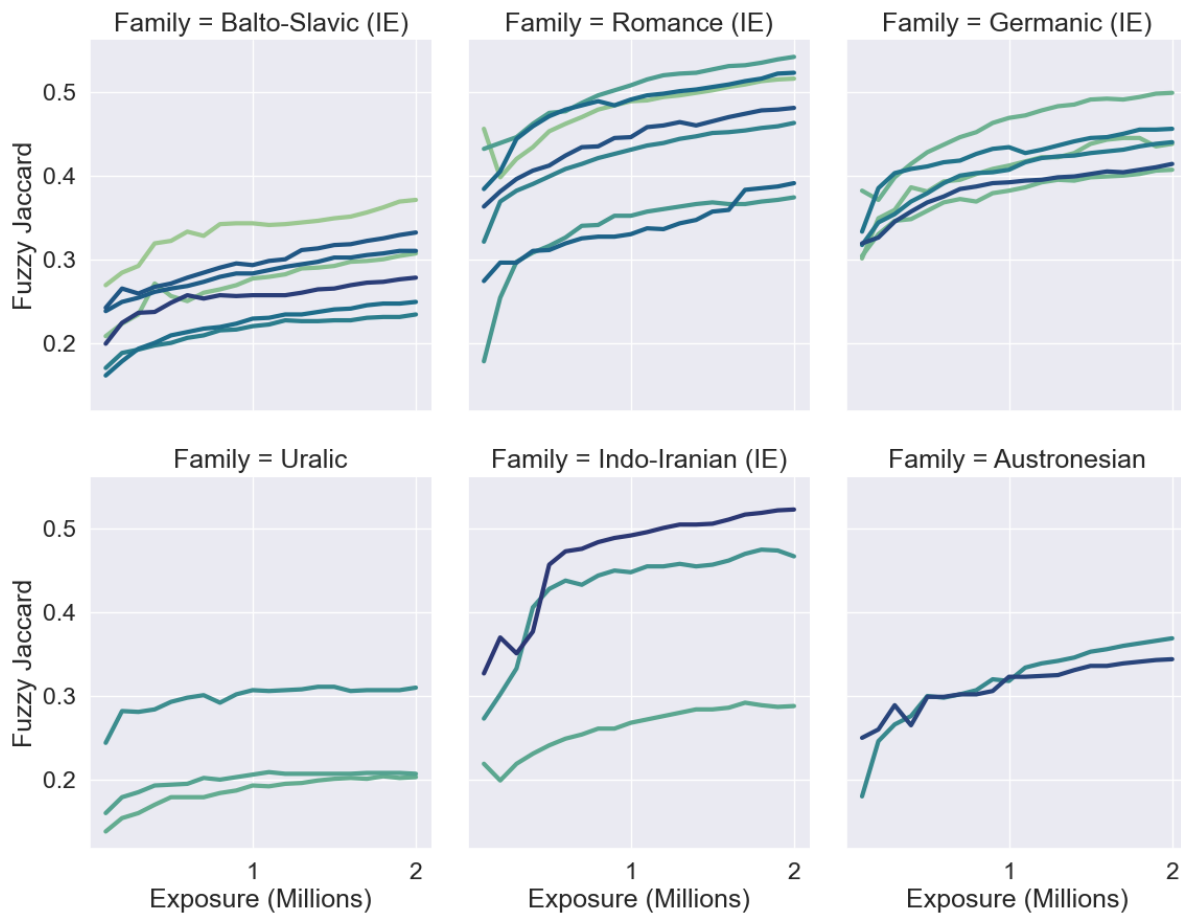 Family = Balto-Slavic (IE)
Family = Romance (IE)
Family = Germanic (IE)
0.5
0.4
0.3
0.2
Fuzzy Jaccard
Family = Uralic
Family = Indo-Iranian (IE)
Family = Austronesian
0.5
0.4
0.3
0.2
Fuzzy Jaccard
1 2
1 2
1 2
Exposure (Millions)
Exposure (Millions)
Exposure (Millions)